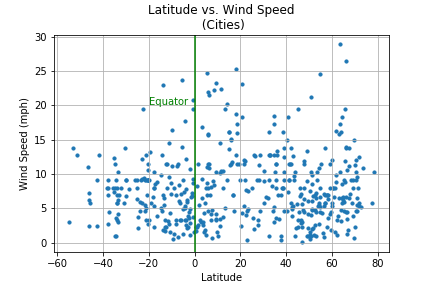 Latitude vs. Wind Speed
(Cities)
30
25
20
15
10
5
0
Wind Speed (mph)
Equator
−60 −40 −20 0 20 40 60 80
Latitude